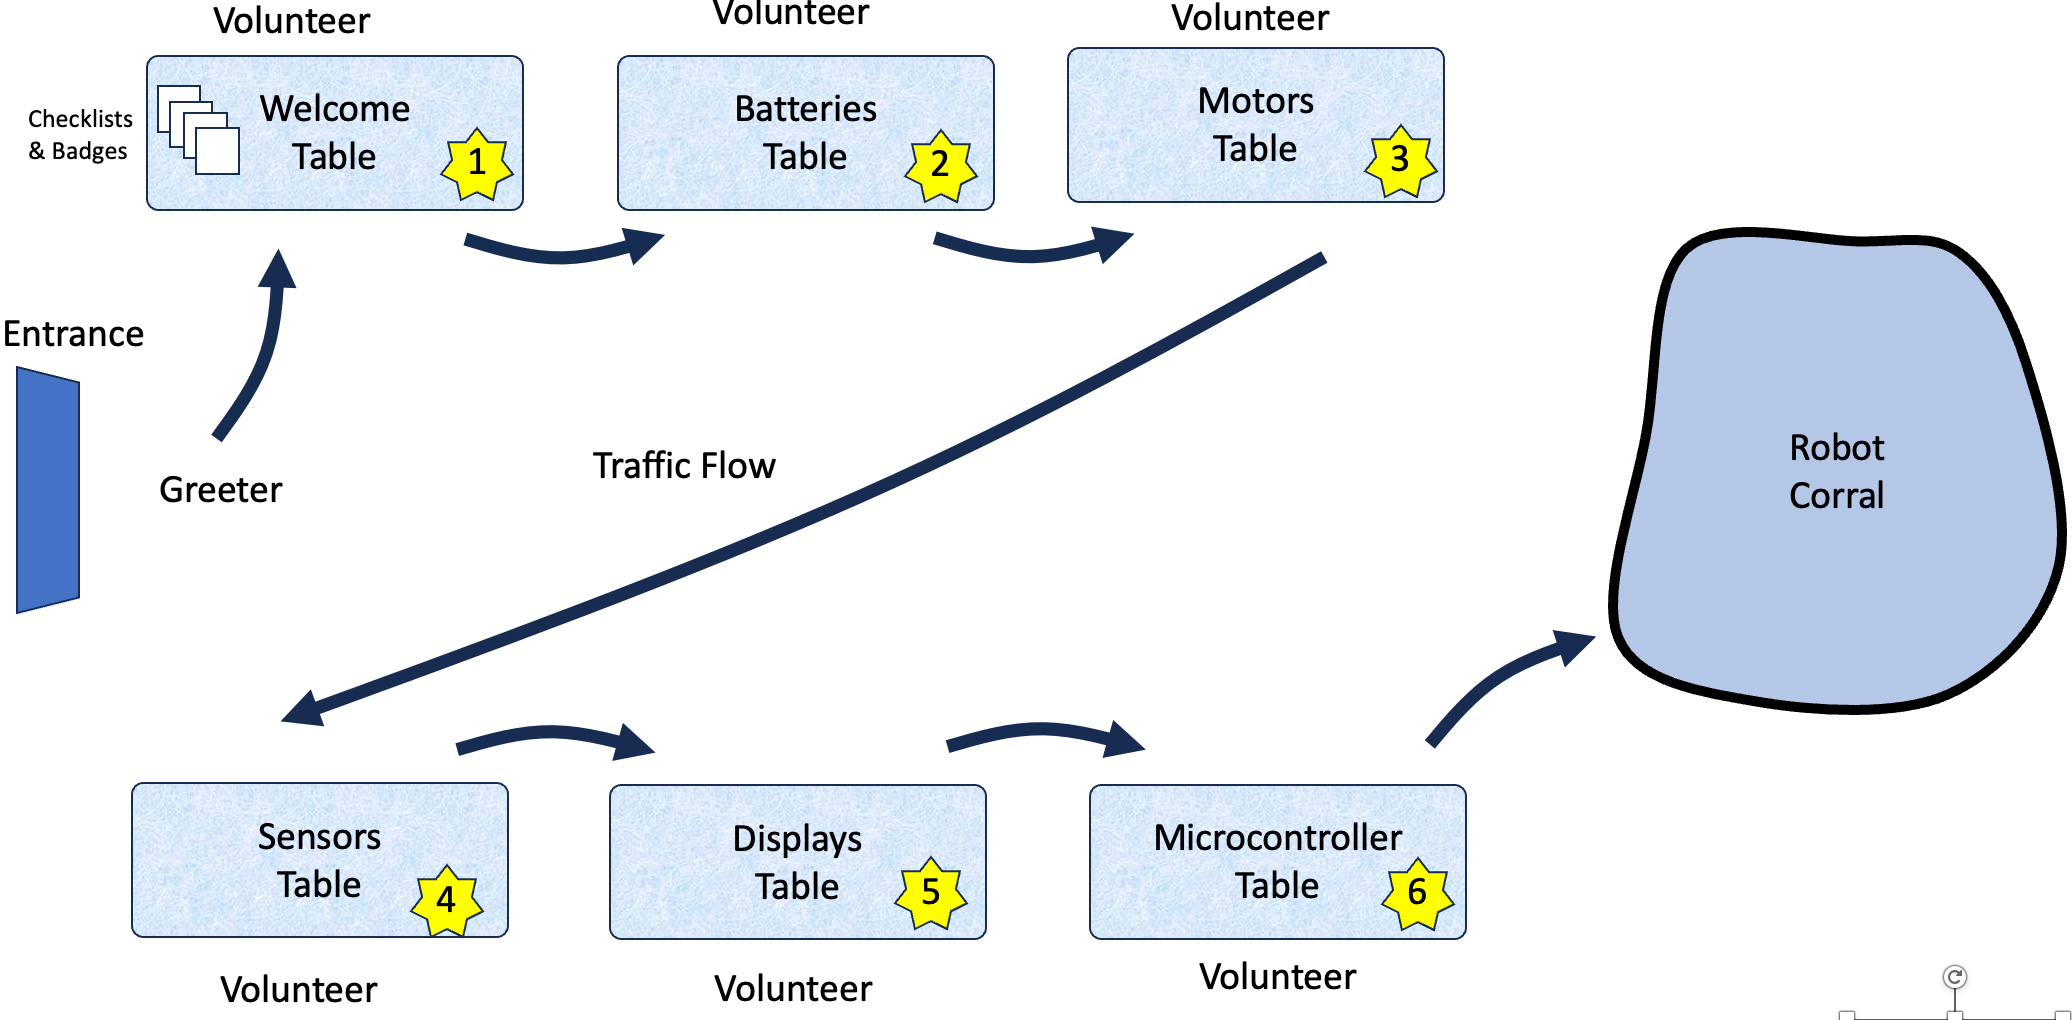 Volunteer
Volunteer
Volunteer
Checklists
& Badges
Welcome
Table
1
Batteries
Table
2
Motors
Table
3
Entrance
Greeter
Traffic Flow
Robot
Corral
Sensors
Table
4
Displays
Table
5
Microcontroller
Table
6
Volunteer
Volunteer
Volunteer